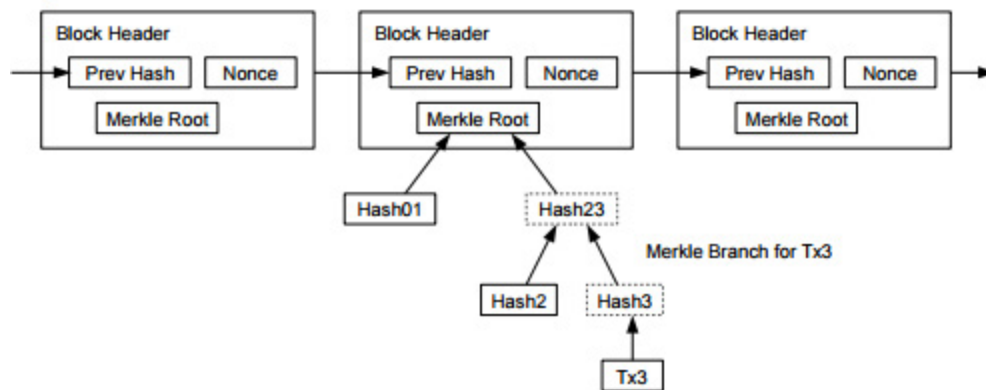 Block Header
Block Header
Block Header
Prev Hash
Nonce
Prev Hash
Nonce
Prev Hash
Nonce
Merkle Root
Merkle Root
Merkle Root
Hash01
Hash23
Merkle Branch for Tx3
Hash2
Hash3
Tx3